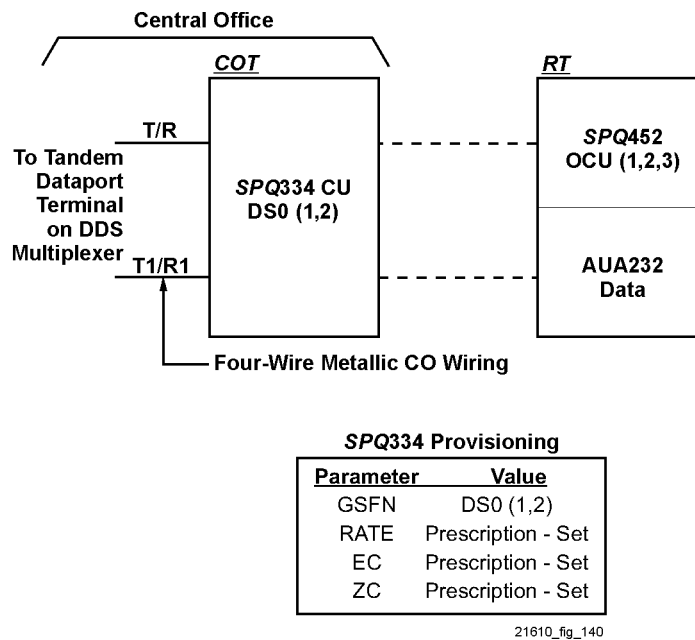 Central Office
COT
RT
T/R
To Tandem
Dataport
Terminal
on DDS
Multiplexer
T1/R1
SPQ334 CU
DS0 (1,2)
SPQ452
OCU (1,2,3)
AUA232
Data
Four-Wire Metallic CO Wiring
SPQ334 Provisioning
Parameter Value
GSFN DS0 (1,2)
RATE Prescription - Set
EC Prescription - Set
ZC Prescription - Set
21610_fig_140